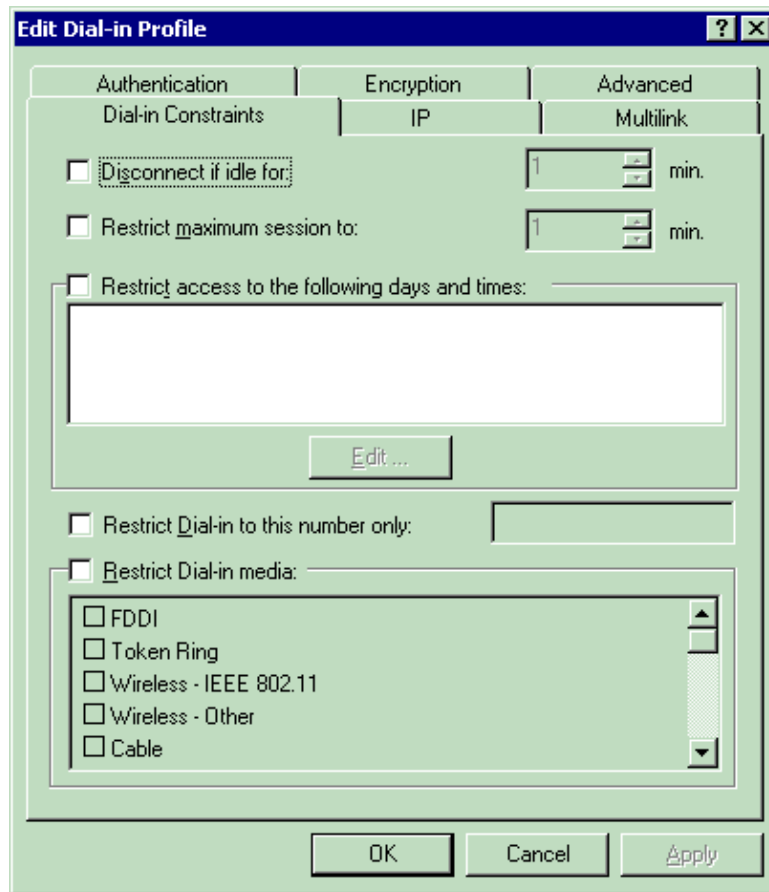 Edit Dial-in Profile
Authentication Encryption Advanced
Dial-in Constraints IP Multilink
Disconnect if idle for: 1 min.
Restrict maximum session to: 1 min.
Restrict access to the following days and times:
Edit ...
Restrict Dial-in to this number only:
Restrict Dial-in media:
FDDI
Token Ring
Wireless - IEEE 802.11
Wireless - Other
Cable
OK Cancel Apply